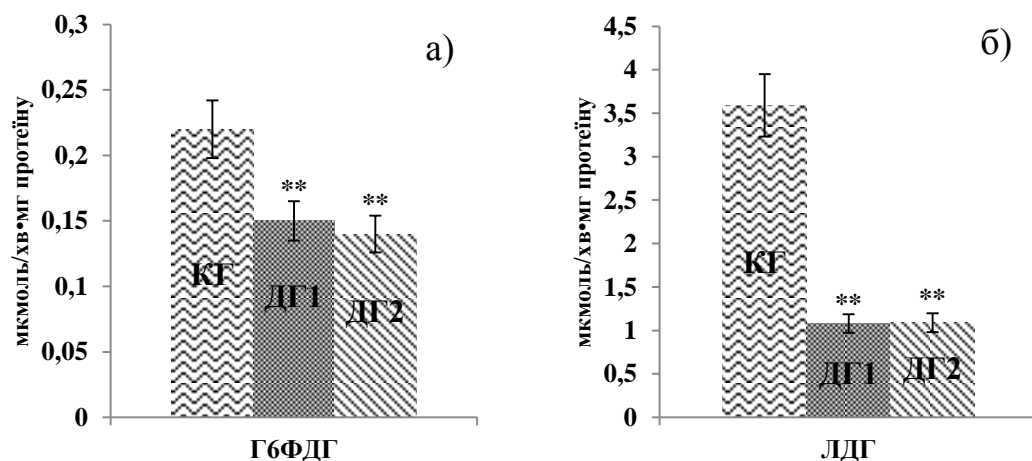 а)
мкмоль/хв•мг протеїну
0,3
0,25
0,2
0,15
0,1
0,05
0
**
**
КГ
ДГ1
ДГ2
Г6ФДГ
б)
мкмоль/хв•мг протеїну
4,5
4
3,5
3
2,5
2
1,5
1
0,5
0
**
**
КГ
ДГ1
ДГ2
ЛДГ